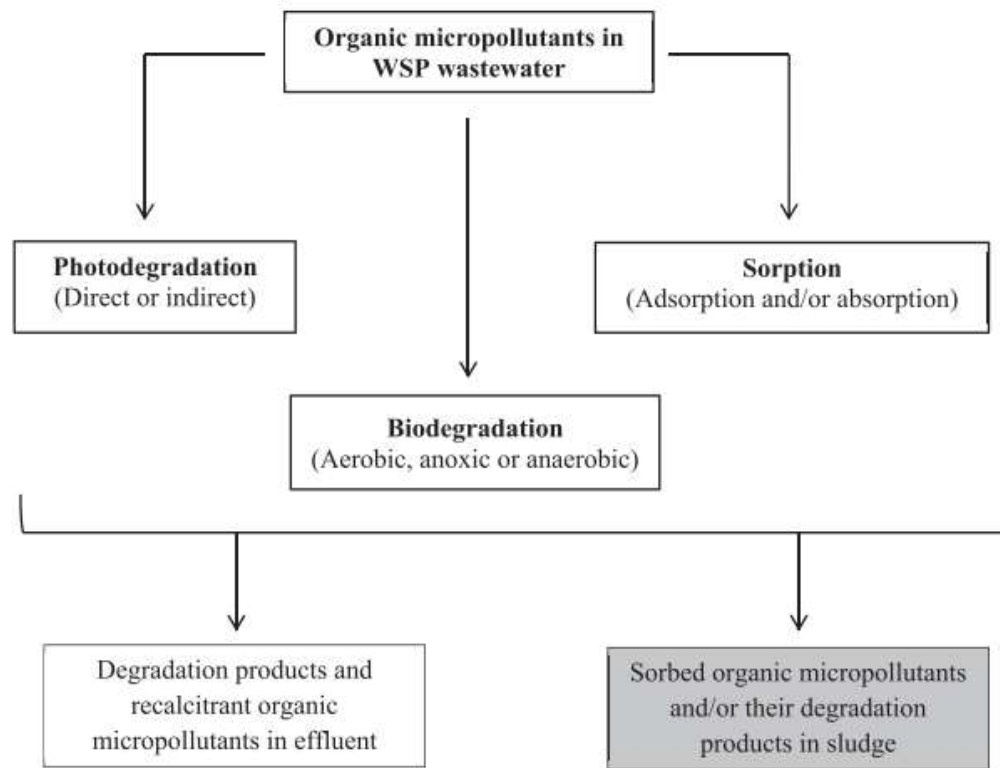 Organic micropollutants in
WSP wastewater
Photodegradation
(Direct or indirect)
Sorption
(Adsorption and/or absorption)
Biodegradation
(Aerobic, anoxic or anaerobic)
Degradation products and
recalcitrant organic
micropollutants in effluent
Sorbed organic micropollutants
and/or their degradation
products in sludge